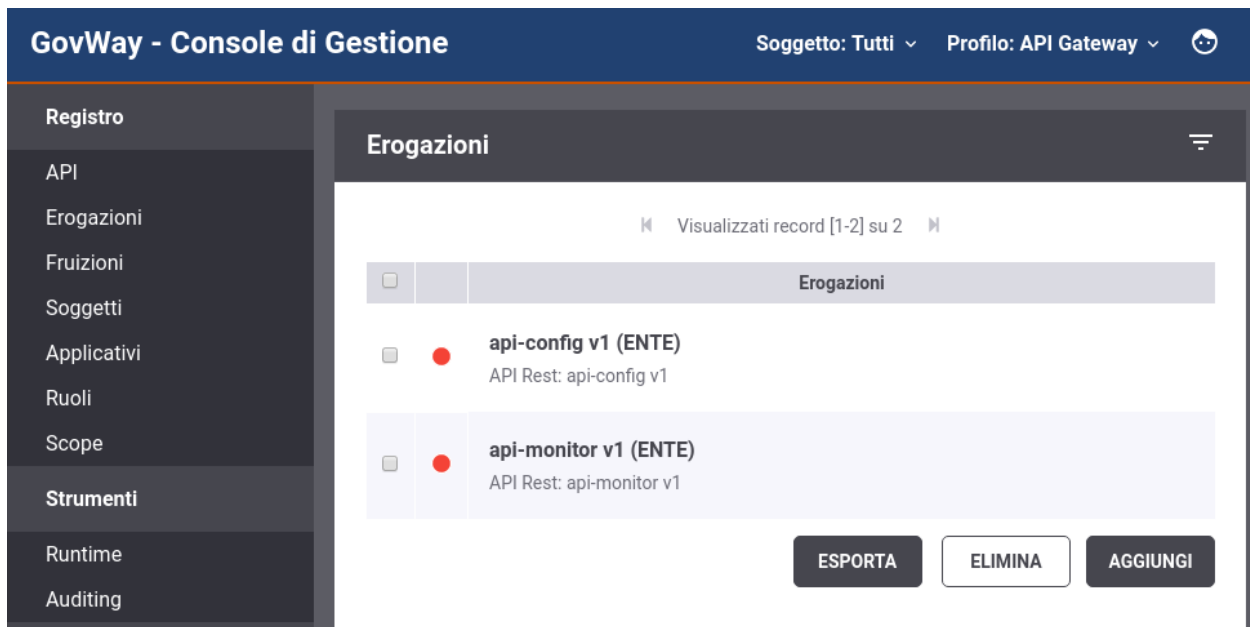 GovWay - Console di Gestione
Soggetto: Tutti
Profilo: API Gateway
Registro
API
Erogazioni
Fruizioni
Soggetti
Applicativi
Ruoli
Scope
Strumenti
Runtime
Auditing
Erogazioni
Visualizzati record [1-2] su 2
Erogazioni
api-config v1 (ENTE)
API Rest: api-config v1
api-monitor v1 (ENTE)
API Rest: api-monitor v1
ESPORTA
ELIMINA
AGGIUNGI